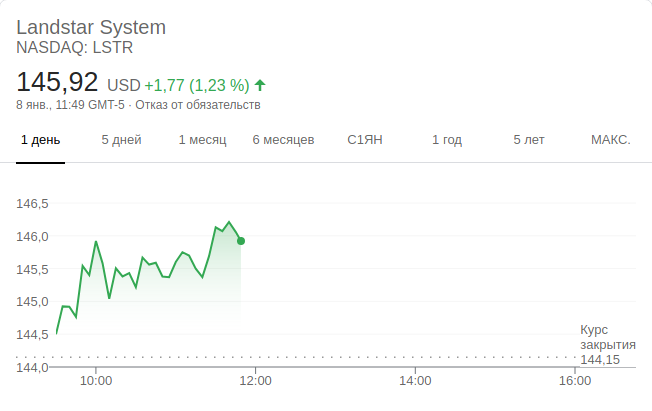 Landstar System
NASDAQ: LSTR
145,92 USD +1,77 (1,23 %)
8 янв., 11:49 GMT-5 · Отказ от обязательств
1 день 5 дней 1 месяц 6 месяцев С1ЯН 1 год 5 лет МАКС.
146,5
146,0
145,5
145,0
144,5
144,0
Курс
закрытия
144,15
10:00 12:00 14:00 16:00